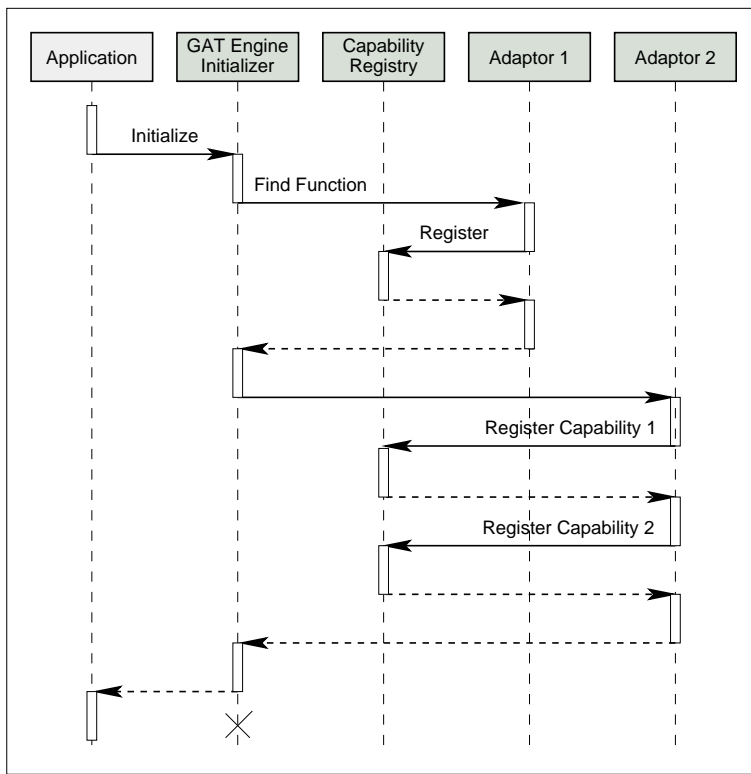 Application
GAT Engine
Initializer
Capability
Registry
Adaptor 1
Adaptor 2
Initialize
Find Function
Register
Register Capability 1
Register Capability 2